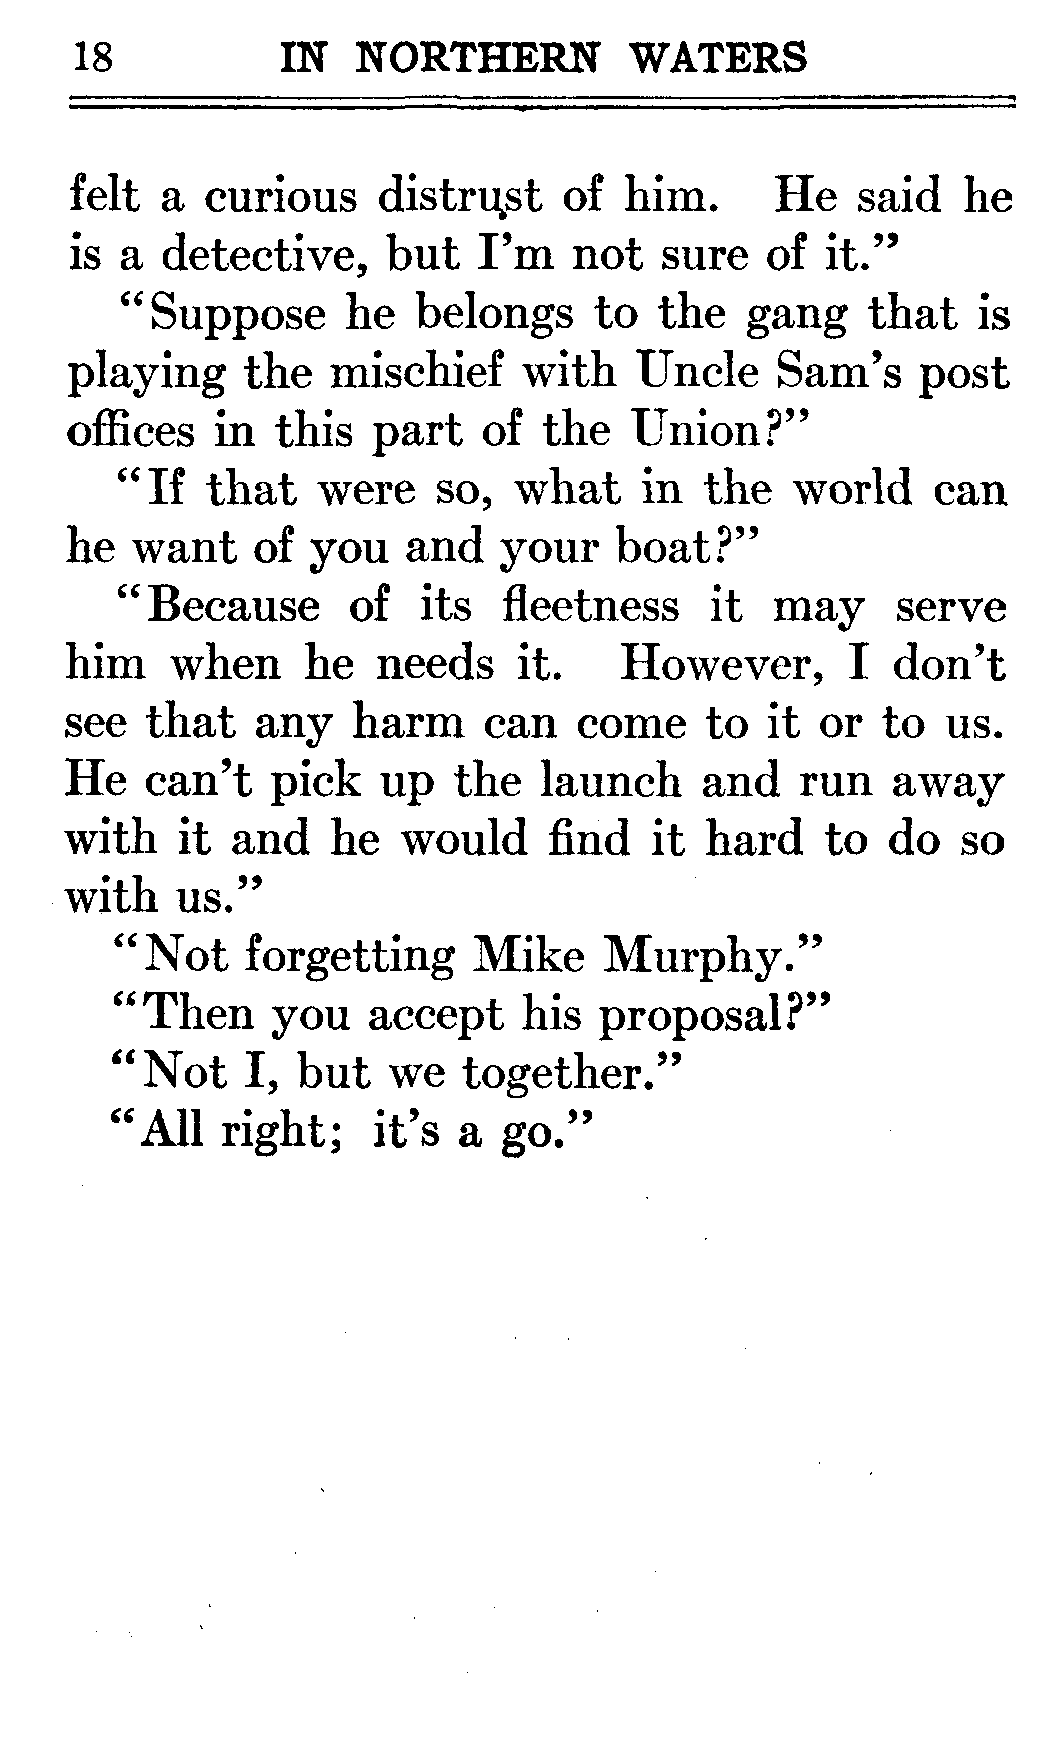 18 IN NORTHERN WATERS
felt a curious distrust of him. He said he
is a detective, but I'm not sure of it."
"Suppose he belongs to the gang that is
playing the mischief with Uncle Sam's post
offices in this part of the Union?"
"If that were so, what in the world can
he want of you and your boat?"
"Because of its fleetness it may serve
him when he needs it. However, I don't
see that any harm can come to it or to us.
He can't pick up the launch and run away
with it and he would find it hard to do so
with us."
"Not forgetting Mike Murphy."
"Then you accept his proposal?"
"Not I, but we together."
"All right; it's a go."